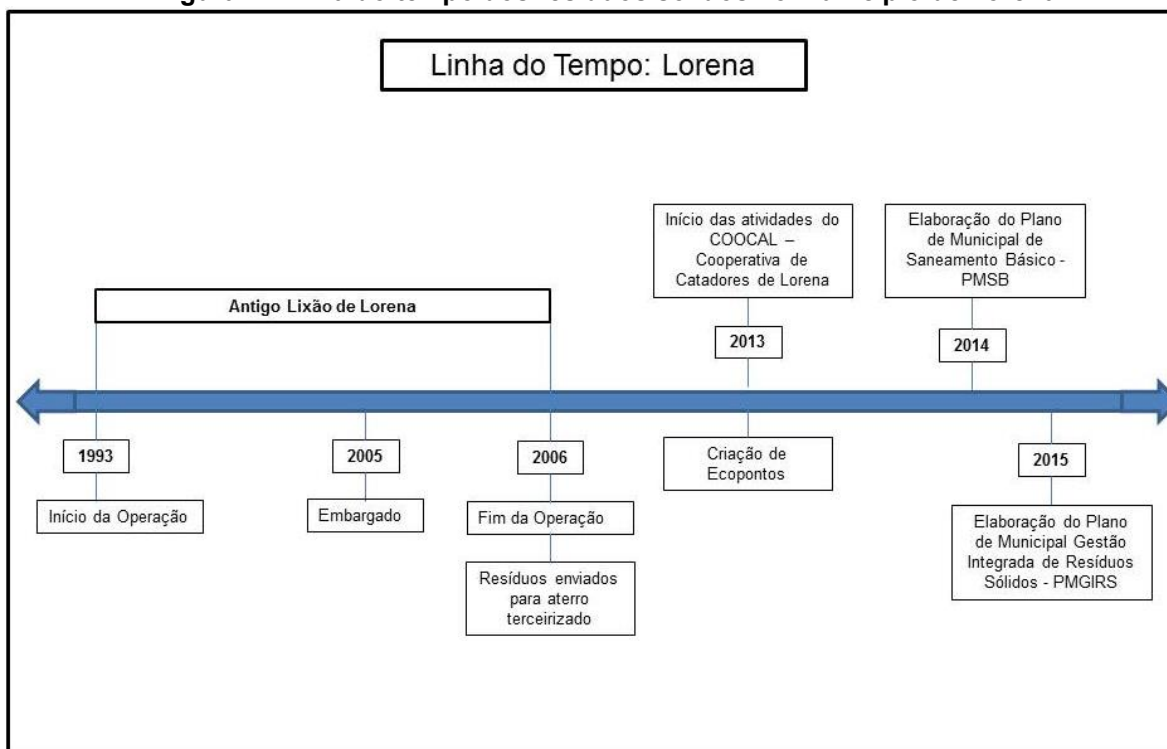 Linha do Tempo: Lorena
Antigo Lixão de Lorena
1993
Início da Operação
2005
Embargado
2006
Fim da Operação
Resíduos enviados
para aterro
terceirizado
Início das atividades do
COOCAL –
Cooperativa de
Catadores de Lorena
2013
Criação de
Ecopontos
Elaboração do Plano
de Municipal de
Saneamento Básico -
PMSB
2014
2015
Elaboração do Plano
de Municipal Gestão
Integrada de Resíduos
Sólidos - PMGIRS